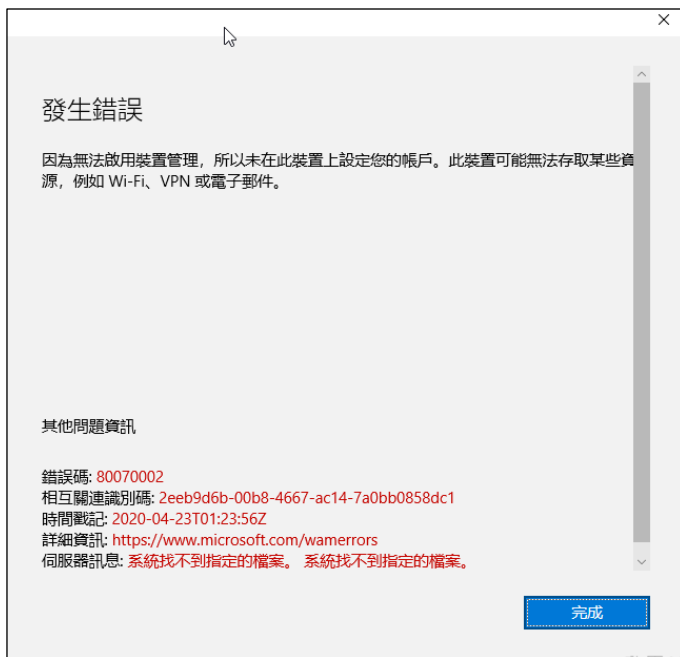 發生錯誤
因為無法啟用裝置管理，所以未在此裝置上設定您的帳戶。此裝置可能無法存取某些資
源，例如 Wi-Fi、VPN 或電子郵件。
其他問題資訊
錯誤碼: 80070002
相互關連識別碼: 2eeb9d6b-00b8-4667-ac14-7a0bb0858dc1
時間戳記: 2020-04-23T01:23:56Z
詳細資訊: https://www.microsoft.com/wamerrors
伺服器訊息: 系統找不到指定的檔案。 系統找不到指定的檔案。
完成